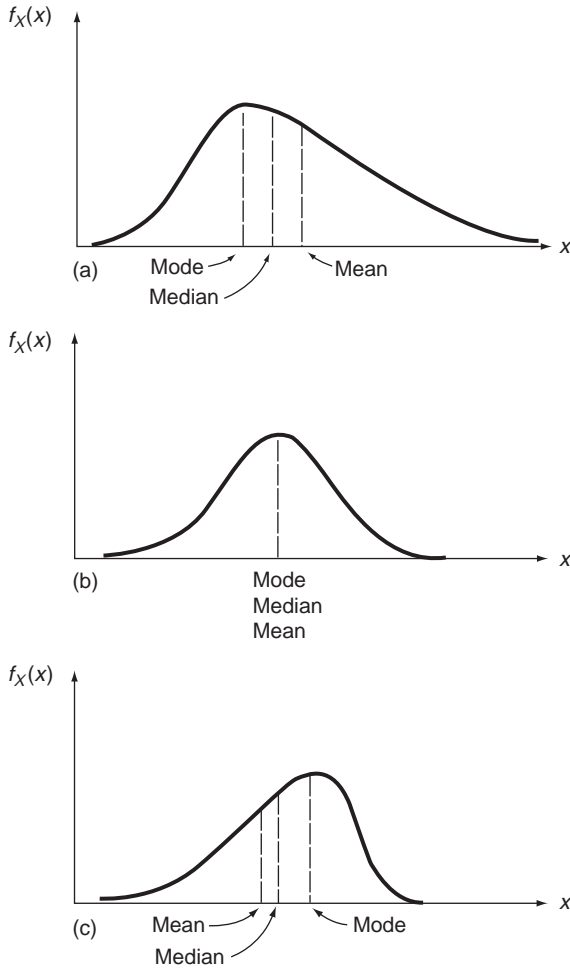 f_X(x)
x
(a)
Mode
Mean
Median
f_X(x)
x
(b)
Mode
Median
Mean
f_X(x)
x
(c)
Mean
Mode
Median